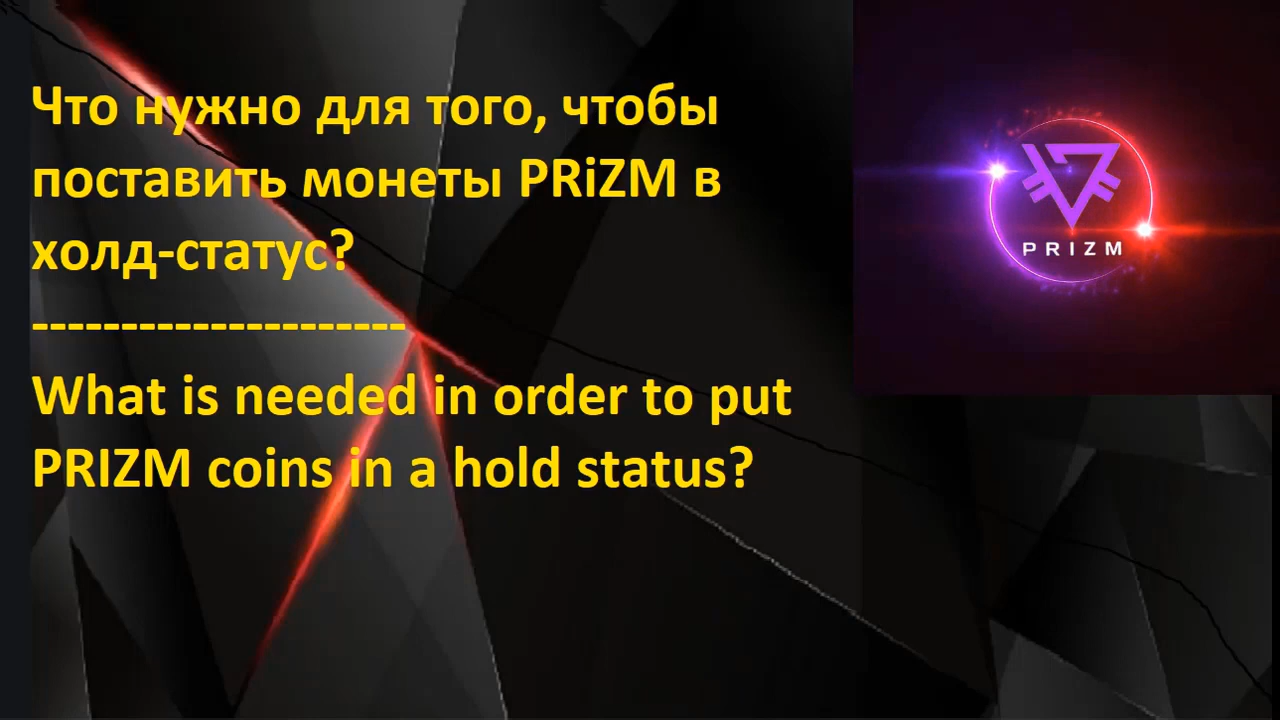 Что нужно для того, чтобы
поставить монеты PRiZM в
холд-статус?
---------------------
What is needed in order to put
PRIZM coins in a hold status?
PRIZM